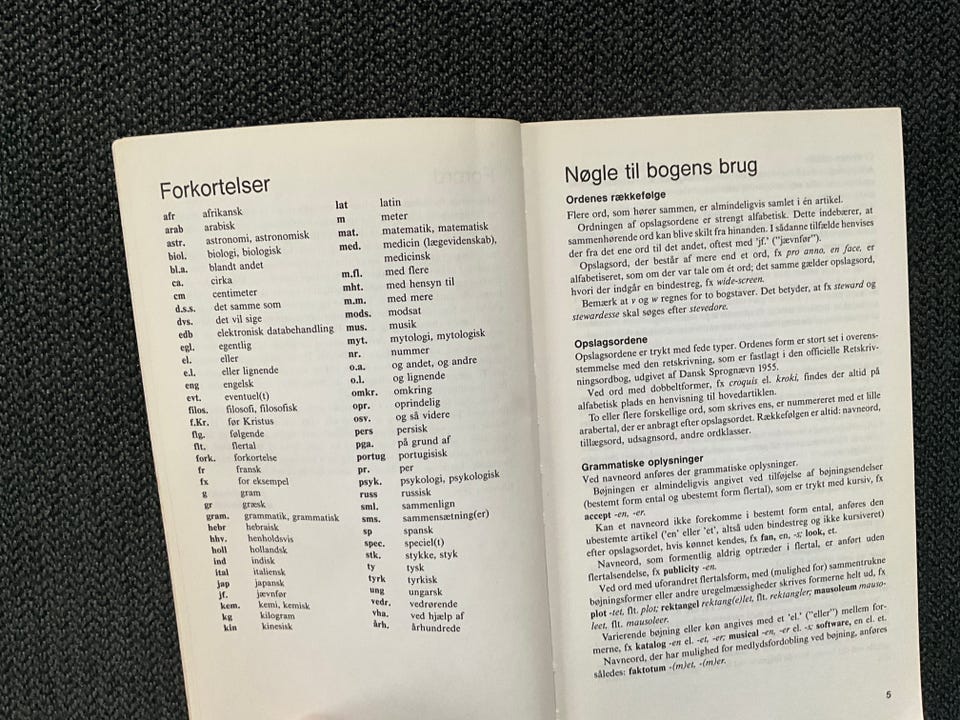 Forkortelser
afr afrikansk
arab arabisk
astr. astronomi, astronomisk
biol. biologi, biologisk
bl.a. blandt andet
ca. cirka
cm centimeter
d.s.s. det samme som
dvs. det vil sige
edb elektronisk databehandling
egl. egentlig
el. eller
e.l. eller lignende
eng engelsk
evt. eventuel(t)
filos. filosofi, filosofisk
f.Kr. før Kristus
flg. følgende
flt. flertal
fork. forkortelse
fr fransk
fx for eksempel
g gram
gr græsk
gram. grammatik, grammatisk
hebr hebraisk
hhv. henholdsvis
holl hollandsk
ind indisk
ital italiensk
jap japansk
jf. jævnfør
kem. kemi, kemisk
kg kilogram
kin kinesisk
lat latin
m meter
mat. matematik, matematisk
med. medicin (lægevidenskab),
medicinsk
m.fl. med flere
mht. med hensyn til
m.m. med mere
mods. modsat
mus. musik
myt. mytologi, mytologisk
nr. nummer
o.a. og andet, og andre
o.l. og lignende
omkr. omkring
opr. oprindelig
osv. og så videre
pers persisk
pga. på grund af
portug portugisisk
pr. per
psyk. psykologi, psykologisk
russ russisk
sml. sammenlign
sms. sammensætning(er)
sp spansk
spec. speciel(t)
stk. stykke, styk
ty tysk
tyrk tyrkisk
ung ungarsk
vedr. vedrørende
vha. ved hjælp af
årh. århundrede
Nøgle til bogens brug
Ordenes rækkefølge
Flere ord, som hører sammen, er almindeligvis samlet i én artikel.
Ordningen af opslagsordene er strengt alfabetisk. Dette indebærer, at
sammenhørende ord kan blive skilt fra hinanden. I sådanne tilfælde henvises
der fra det ene ord til det andet, oftest med 'jf.' ("jævnfør").
Opslagsord, der består af mere end et ord, fx pro anno, en face, er
alfabetiseret, som om der var tale om ét ord; det samme gælder opslagsord,
hvori der indgår en bindestreg, fx wide-screen.
Bemærk at v og w regnes for to bogstaver. Det betyder, at fx steward og
stewardesse skal søges efter stevedore.
Opslagsordene
Opslagsordene er trykt med fede typer. Ordenes form er stort set i overens-
stemmelse med den retskrivning, som er fastlagt i den officielle Retskriv-
ningsordbog, udgivet af Dansk Sprognævn 1955.
Ved ord med dobbeltformer, fx croquis el. kroki, findes der altid på
alfabetisk plads en henvisning til hovedartiklen.
To eller flere forskellige ord, som skrives ens, er nummereret med et lille
arabertal, der er anbragt efter opslagsordet. Rækkefølgen er altid: navneord,
tillægsord, udsagnsord, andre ordklasser.
Grammatiske oplysninger
Ved navneord anføres der grammatiske oplysninger.
Bøjningen er almindeligvis angivet ved tilføjelse af bøjningsendelser
(bestemt form ental og ubestemt form flertal), som er trykt med kursiv, fx
accept -en, -er.
Kan et navneord ikke forekomme i bestemt form ental, anføres den
ubestemte artikel ('en' eller 'et', altså uden bindestreg og ikke kursiveret)
efter opslagsordet, hvis kønnet kendes, fx fan, en, -s; look, et.
Navneord, som formentlig aldrig optræder i flertal, er anført uden
flertalsendelse, fx publicity -en.
Ved ord med uforandret flertalsform, med (mulighed for) sammentrukne
bøjningsformer eller andre uregelmæssigheder skrives formerne helt ud, fx
plot -tet, flt. plot; rektangel rektang(e)let, flt. rektangler; mausoleum mauso-
leet, flt. mausoleer.
Varierende bøjning eller køn angives med et 'el.' ("eller") mellem for-
merne, fx katalog -en el. -et, -er; musical -en, -er el. -s; software, en el. et.
Navneord, der har mulighed for medlydsfordobling ved bøjning, anføres
således: faktotum -(m)et, -(m)er.
5